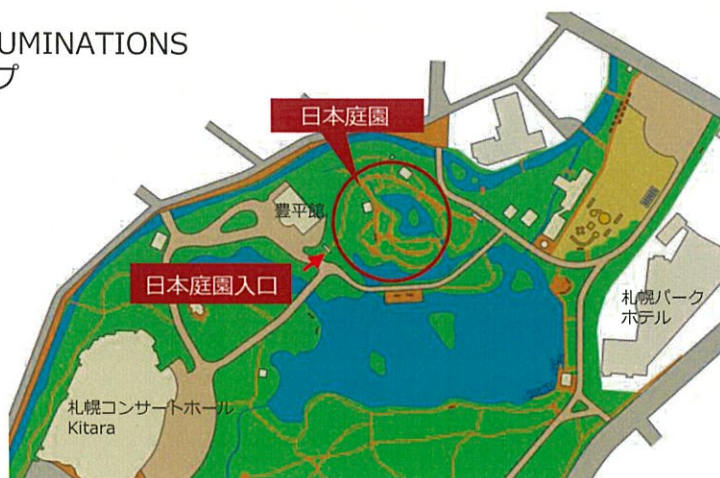 UMINATIONS
プ
日本庭園
豊平館
日本庭園入口
札幌パーク
ホテル
札幌コンサートホール
Kitara